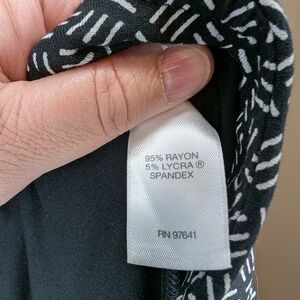 95% RAYON
5% LYCRA ®
SPANDEX
RN 97641